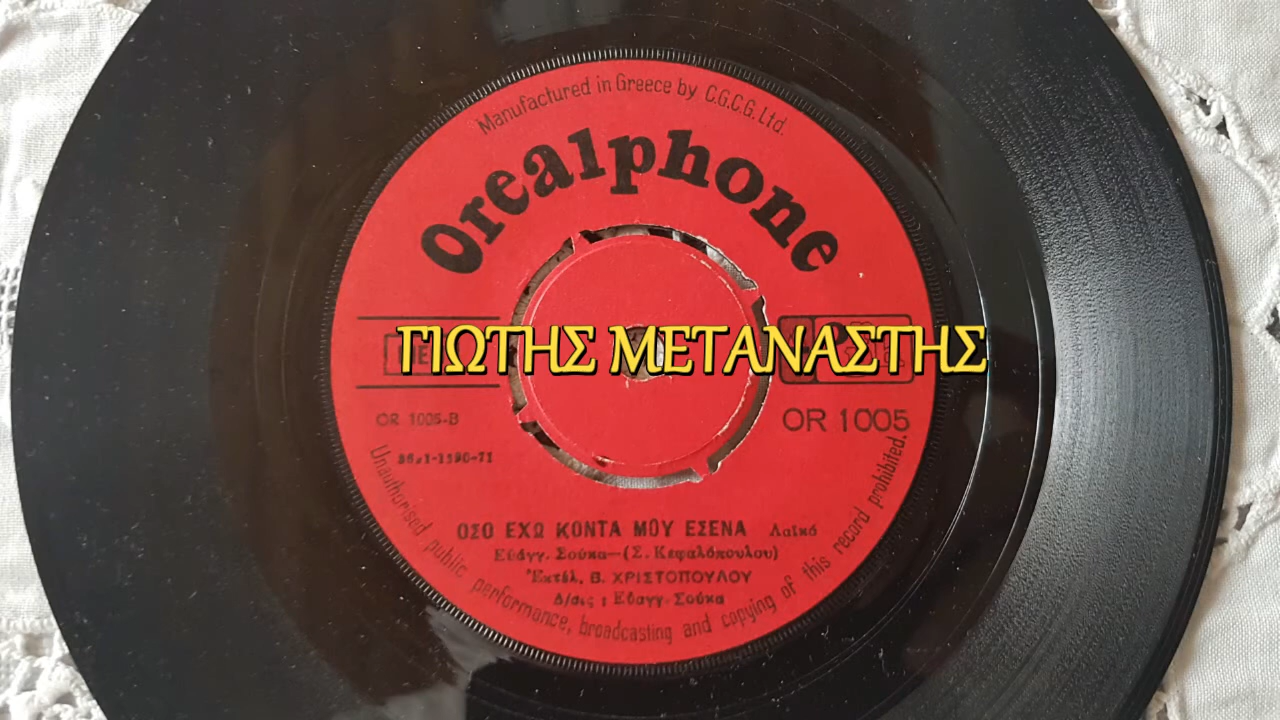 Manufactured in Greece by C.G.C.G. Ltd.
Orealphone
ΓΙΩΤΗΣ ΜΕΤΑΝΑΣΤΗΣ
OR 1005-B
OR 1005
ΟΣΟ ΕΧΩ ΚΟΝΤΑ ΜΟΥ ΕΣΕΝΑ Λαϊκό
Εὐάγγ. Σούκα—(Σ. Κεφαλόπουλου)
Ἐκτέλ. Β. ΧΡΙΣΤΟΠΟΥΛΟΥ
Δ/σις : Εὐαγγ. Σούκα
Unauthorised public performance, broadcasting and copying of this record prohibited.